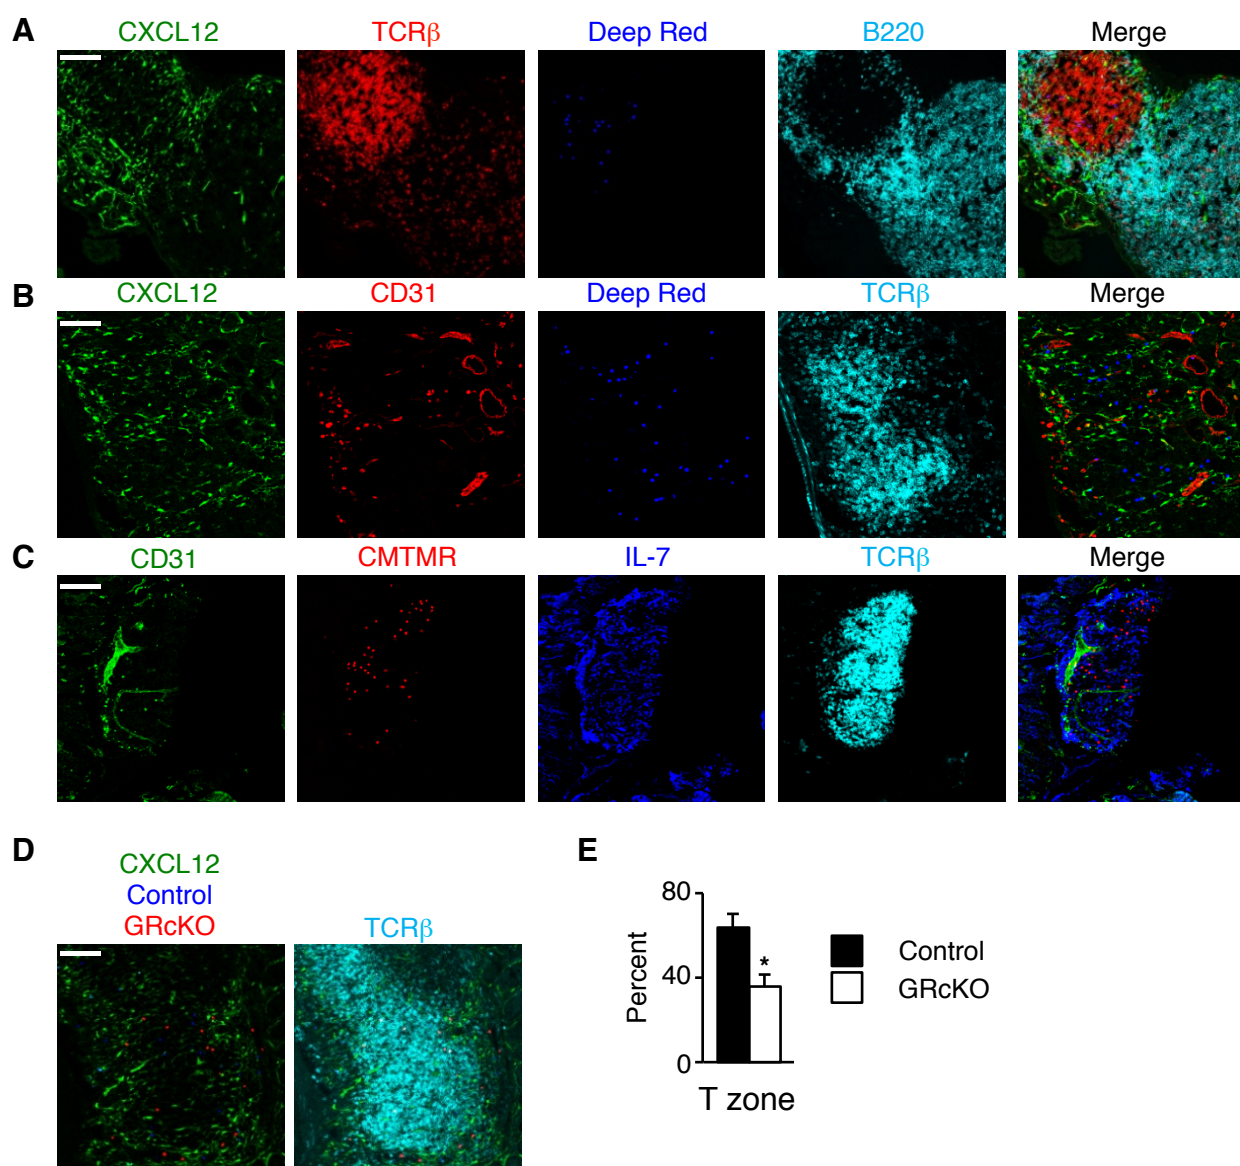 A
CXCL12 TCRβ Deep Red B220 Merge
B
CXCL12 CD31 Deep Red TCRβ Merge
C
CD31 CMTMR IL-7 TCRβ Merge
D
CXCL12
Control
GRcKO TCRβ
E
80
40
0
Percent
*
T zone
Control
GRcKO